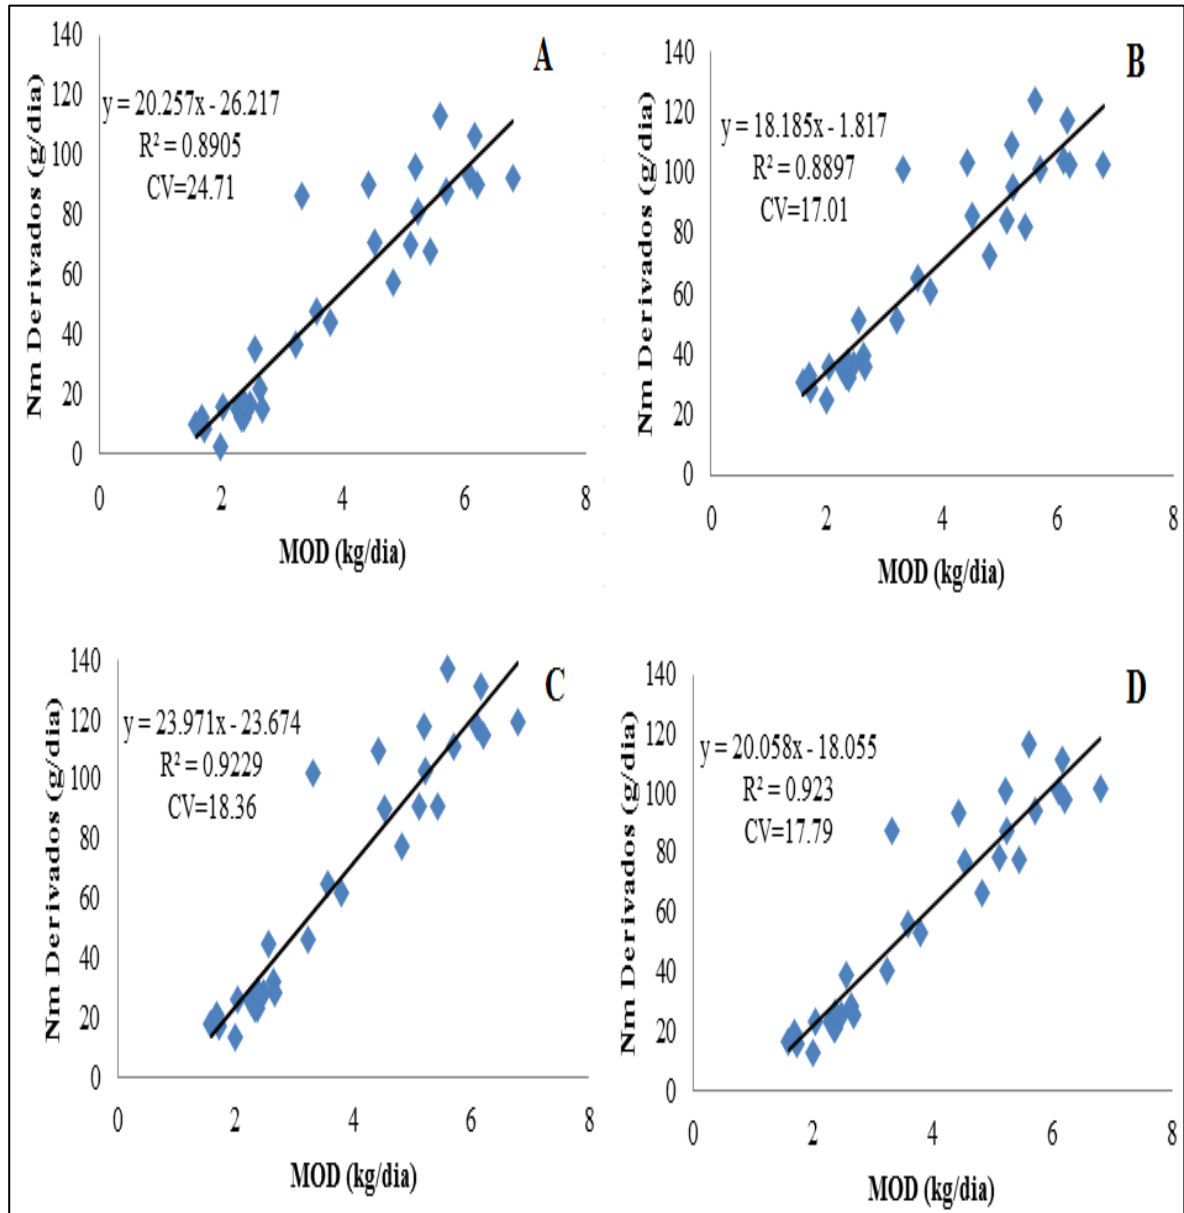 A
Nm Derivados (g/dia)
140
120
100
80
60
40
20
0
y = 20.257x - 26.217
R² = 0.8905
CV=24.71
0 2 4 6 8
MOD (kg/dia)
B
Nm Derivados (g/dia)
140
120
100
80
60
40
20
0
y = 18.185x - 1.817
R² = 0.8897
CV=17.01
0 2 4 6 8
MOD (kg/dia)
C
Nm Derivados (g/dia)
140
120
100
80
60
40
20
0
y = 23.971x - 23.674
R² = 0.9229
CV=18.36
0 2 4 6 8
MOD (kg/dia)
D
Nm Derivados (g/dia)
140
120
100
80
60
40
20
0
y = 20.058x - 18.055
R² = 0.923
CV=17.79
0 2 4 6 8
MOD (kg/dia)